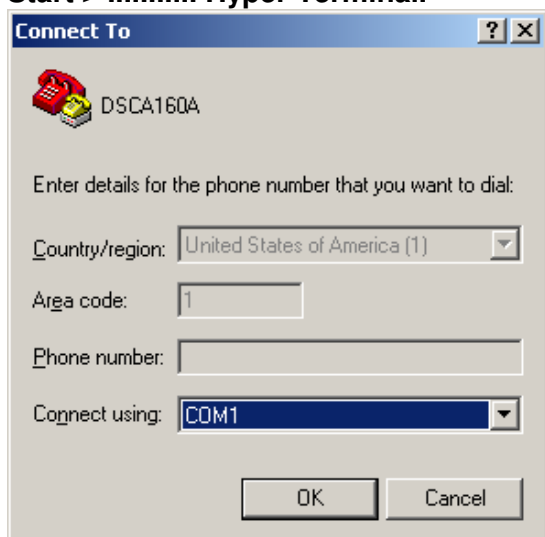 Connect To
DSCA160A
Enter details for the phone number that you want to dial:
Country/region: United States of America (1)
Area code: 1
Phone number:
Connect using: COM1
OK Cancel